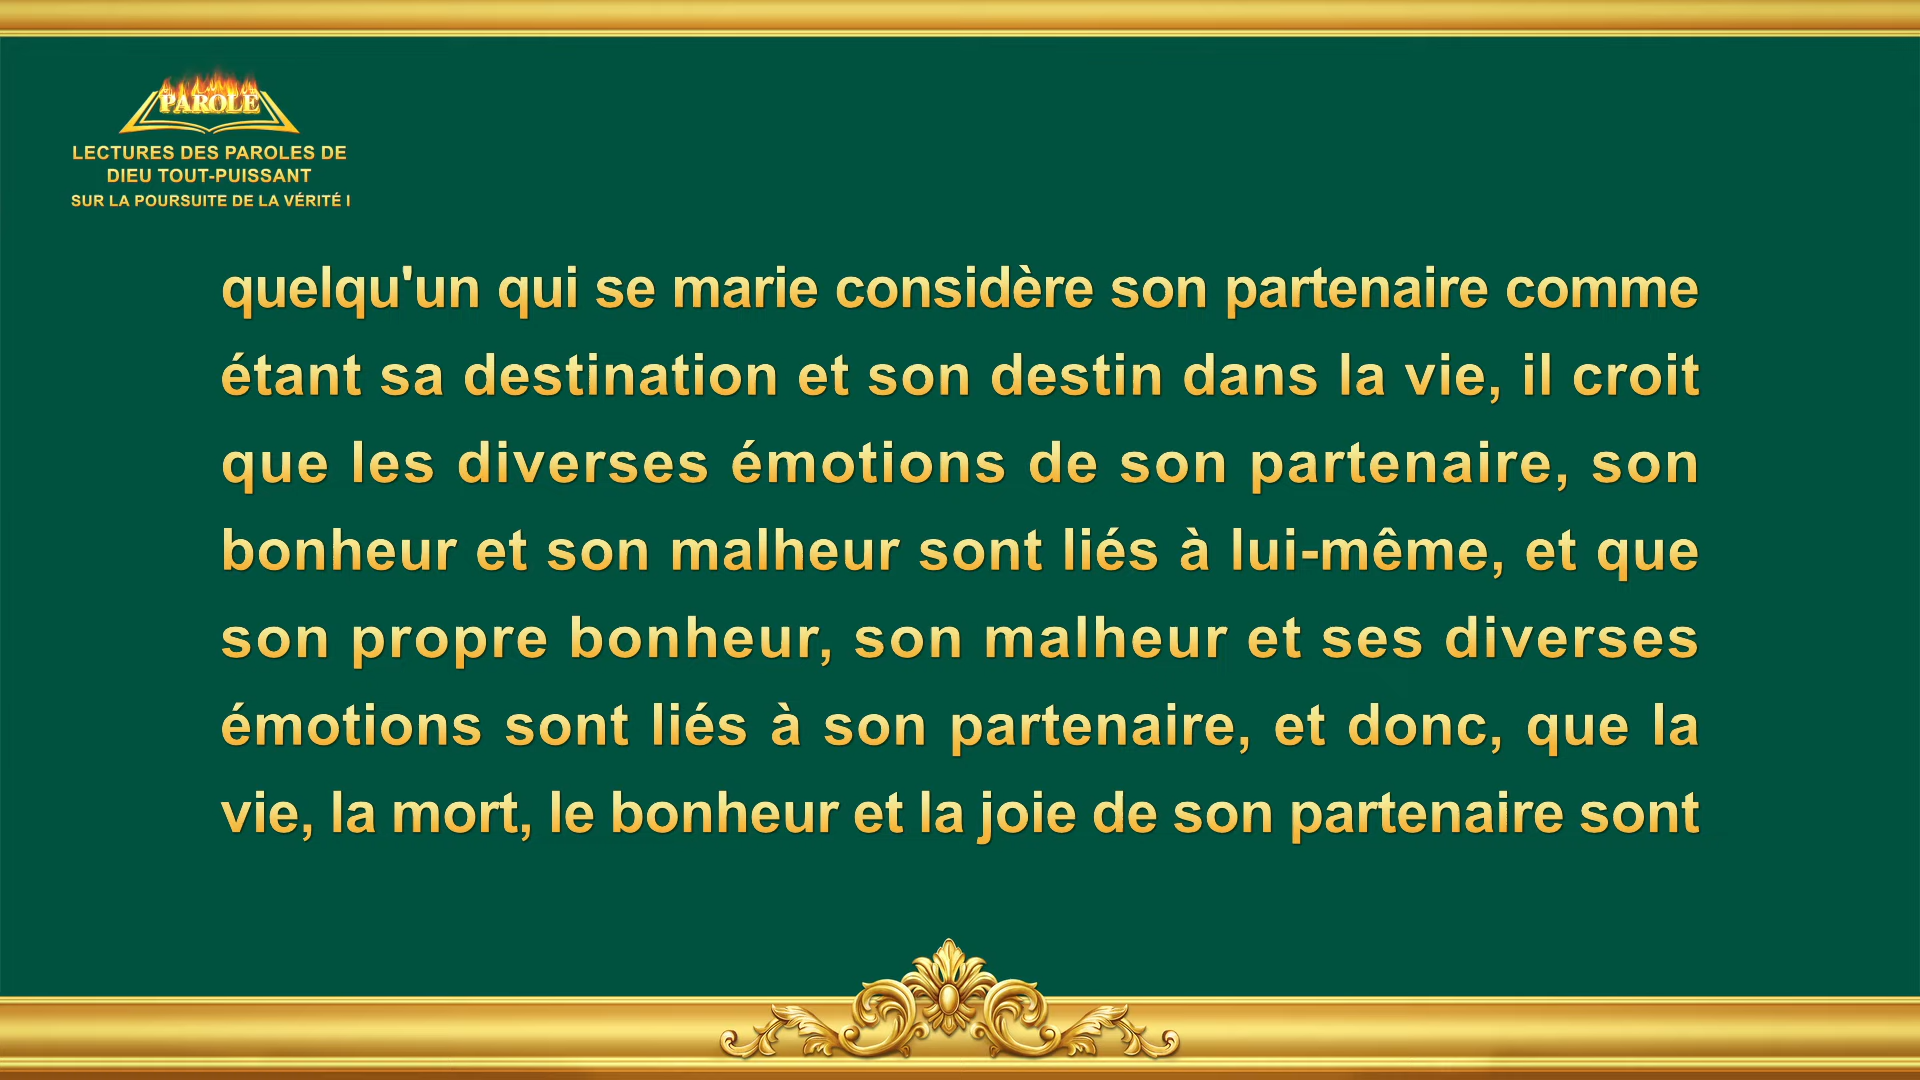 PAROLE
LECTURES DES PAROLES DE
DIEU TOUT-PUISSANT
SUR LA POURSUITE DE LA VÉRITÉ I
quelqu'un qui se marie considère son partenaire comme
étant sa destination et son destin dans la vie, il croit
que les diverses émotions de son partenaire, son
bonheur et son malheur sont liés à lui-même, et que
son propre bonheur, son malheur et ses diverses
émotions sont liés à son partenaire, et donc, que la
vie, la mort, le bonheur et la joie de son partenaire sont